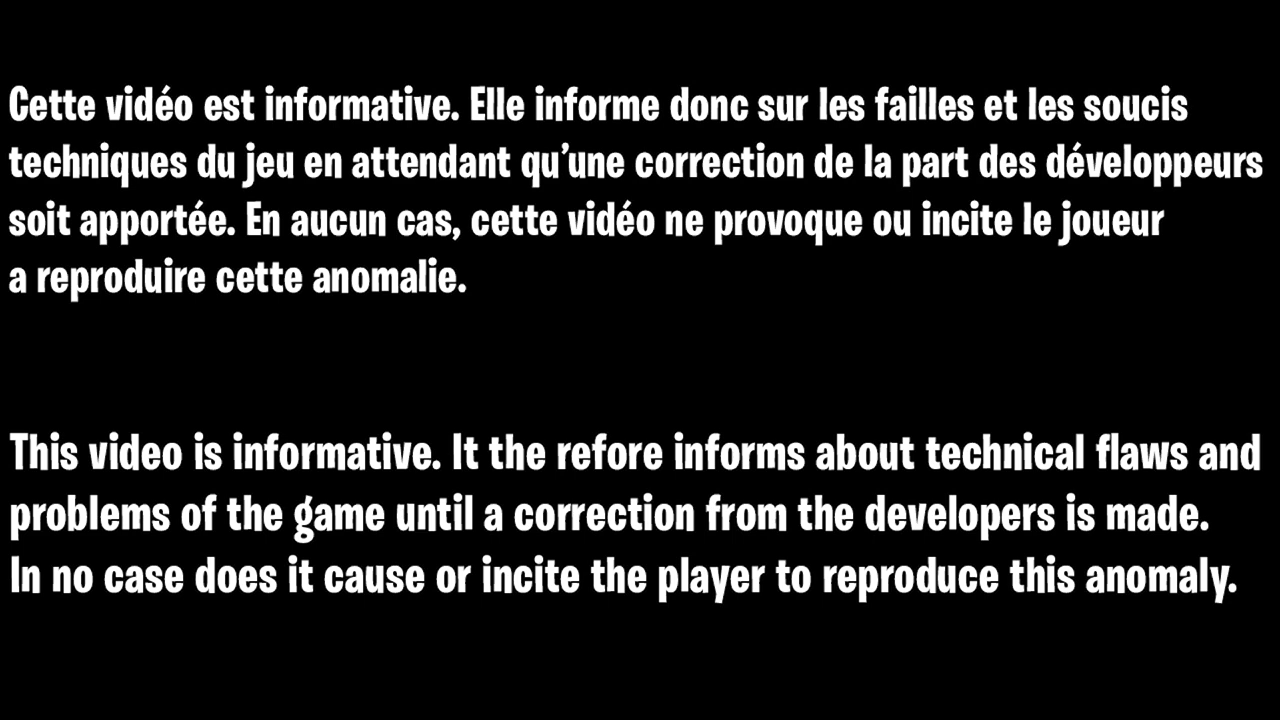 Cette vidéo est informative. Elle informe donc sur les failles et les soucis
techniques du jeu en attendant qu'une correction de la part des développeurs
soit apportée. En aucun cas, cette vidéo ne provoque ou incite le joueur
a reproduire cette anomalie.
This video is informative. It the refore informs about technical flaws and
problems of the game until a correction from the developers is made.
In no case does it cause or incite the player to reproduce this anomaly.